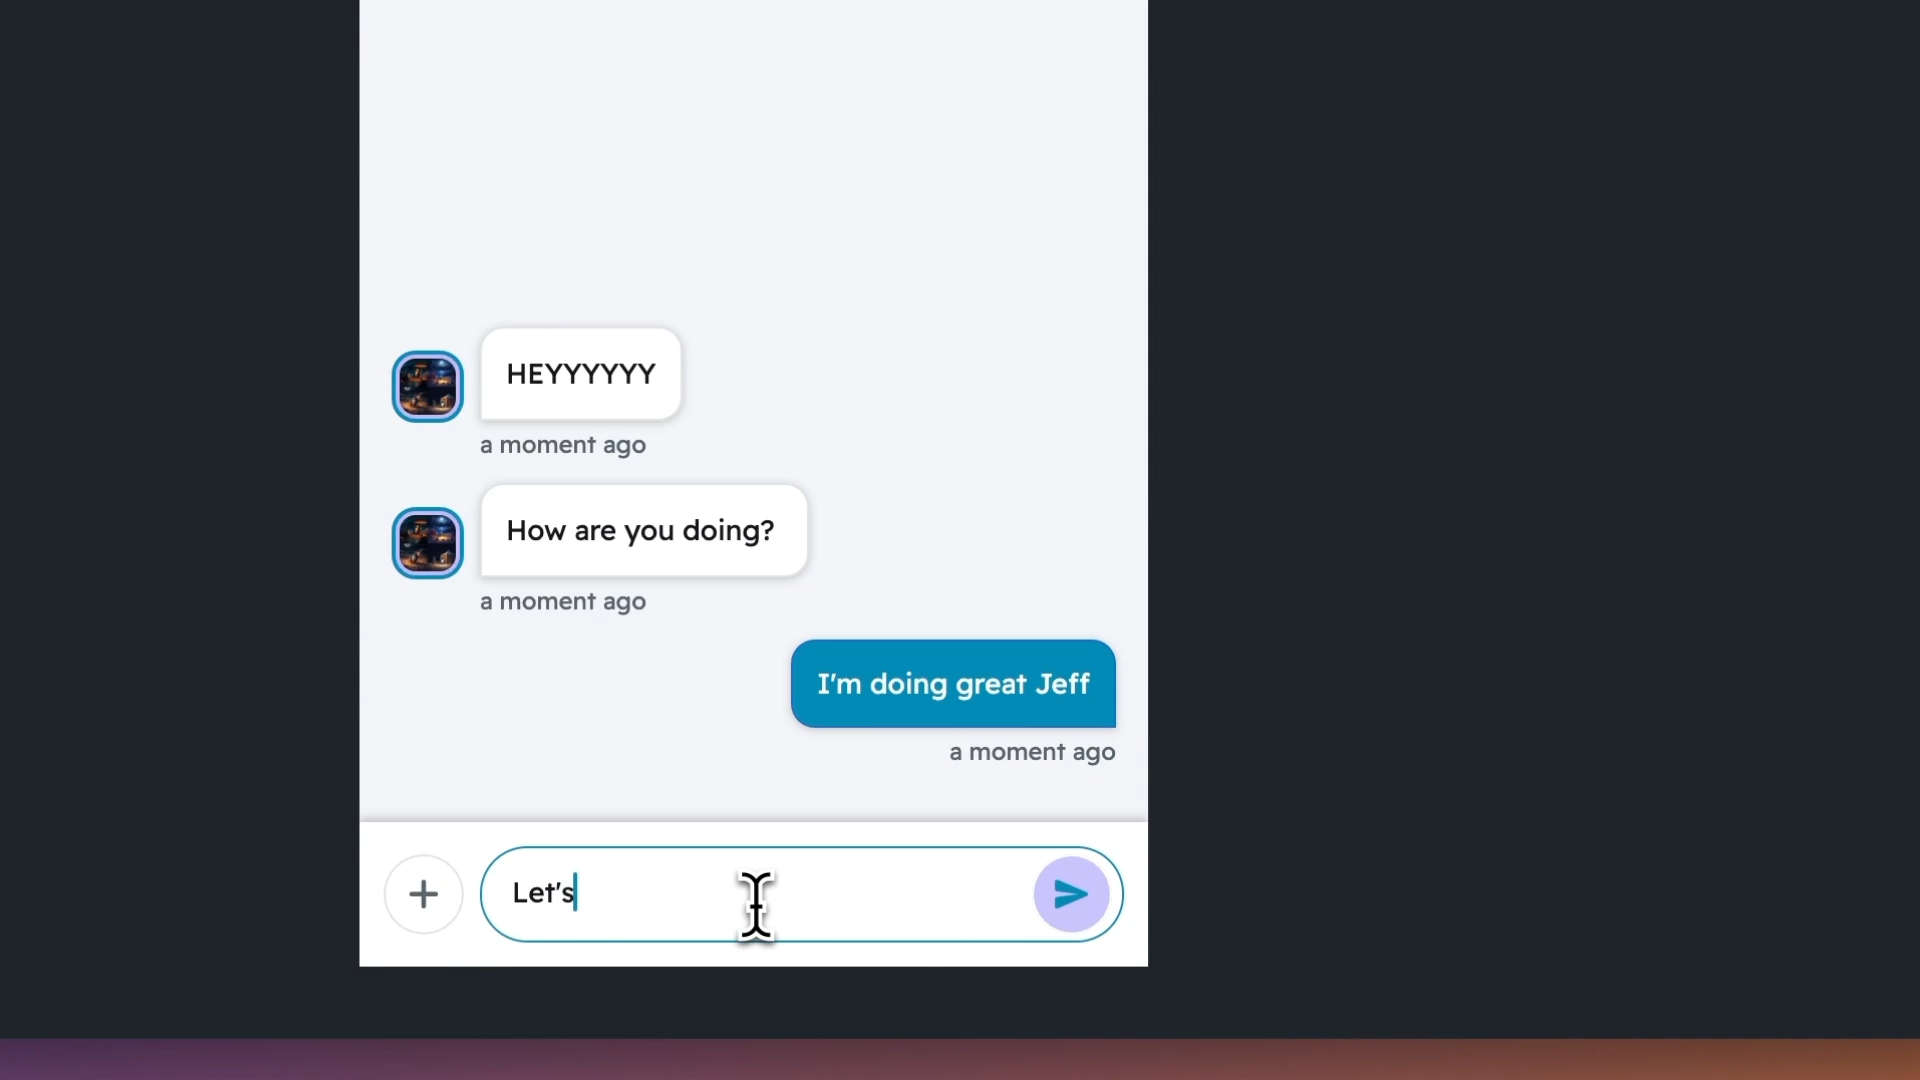 HEYYYYYY
a moment ago
How are you doing?
a moment ago
I'm doing great Jeff
a moment ago
Let's